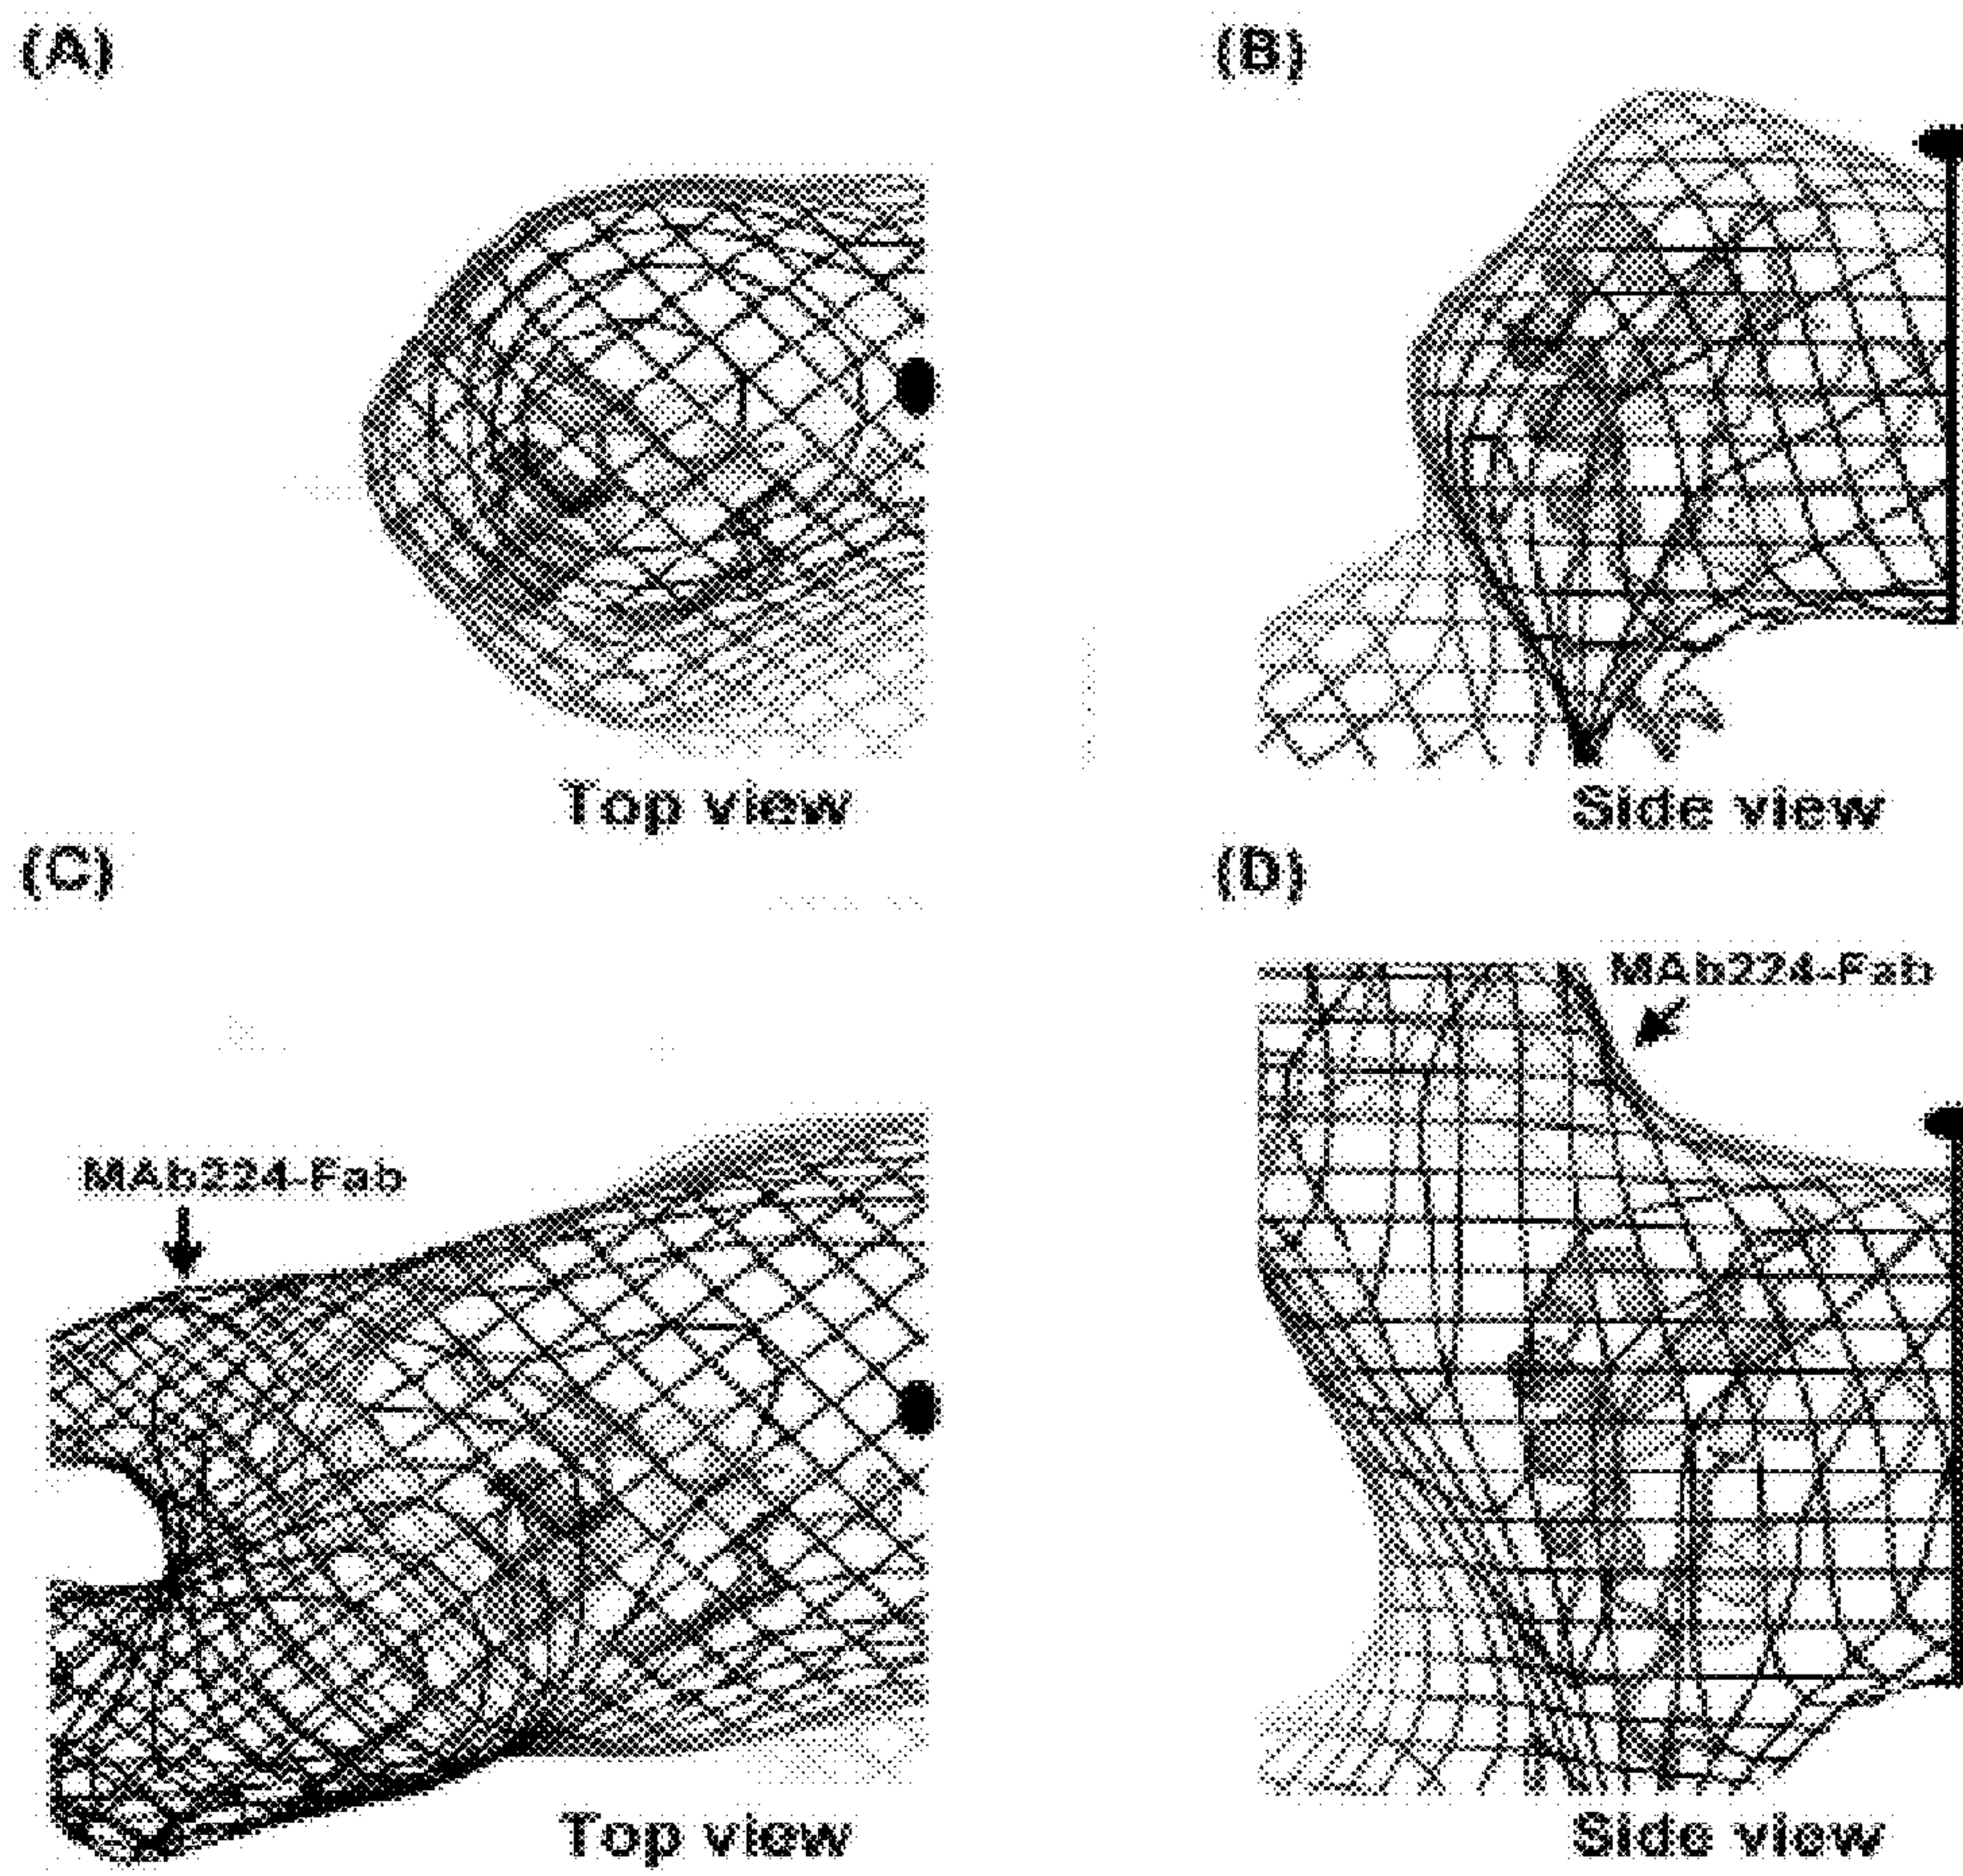 (A)
(B)
Top view
Side view
(C)
(D)
MAb224-Fab
MAb224-Fab
Top view
Side view